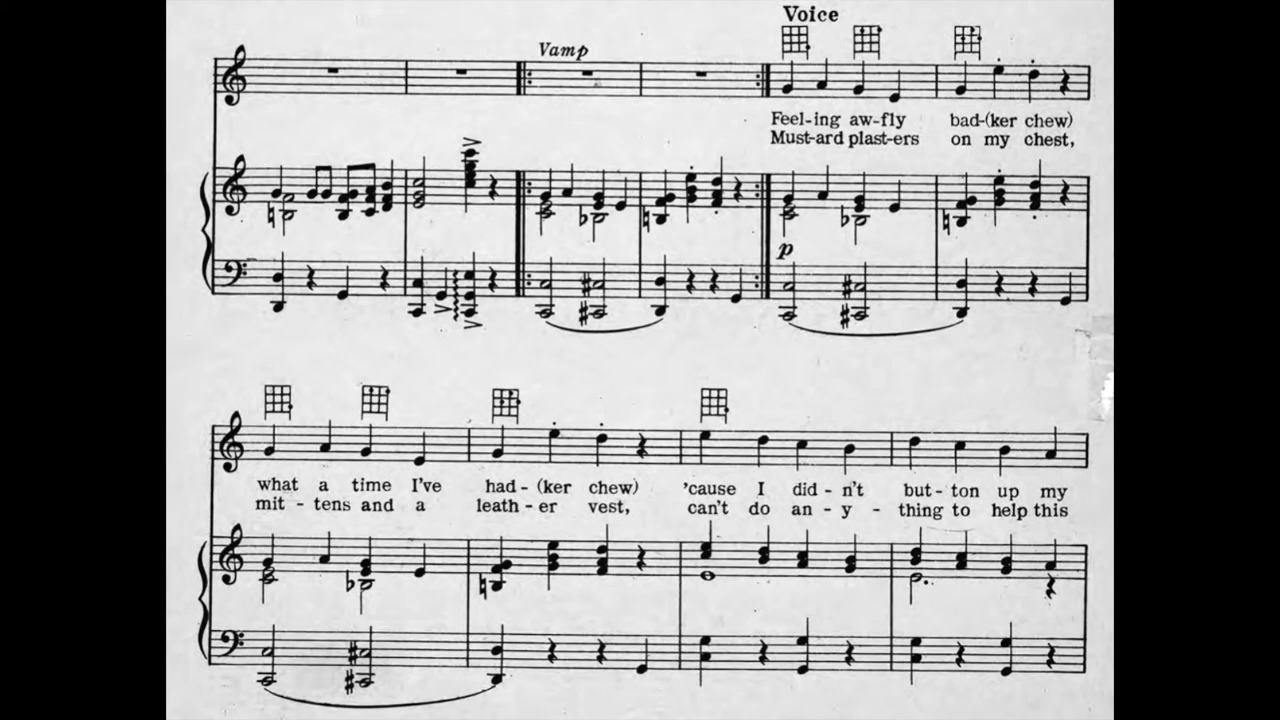 Voice
Vamp
Feel-ing aw-fly bad-(ker chew)
Must-ard plast-ers on my chest,
p
what a time I've had-(ker chew) 'cause I did-n't but-ton up my
mit-tens and a leath-er vest, can't do an-y-thing to help this